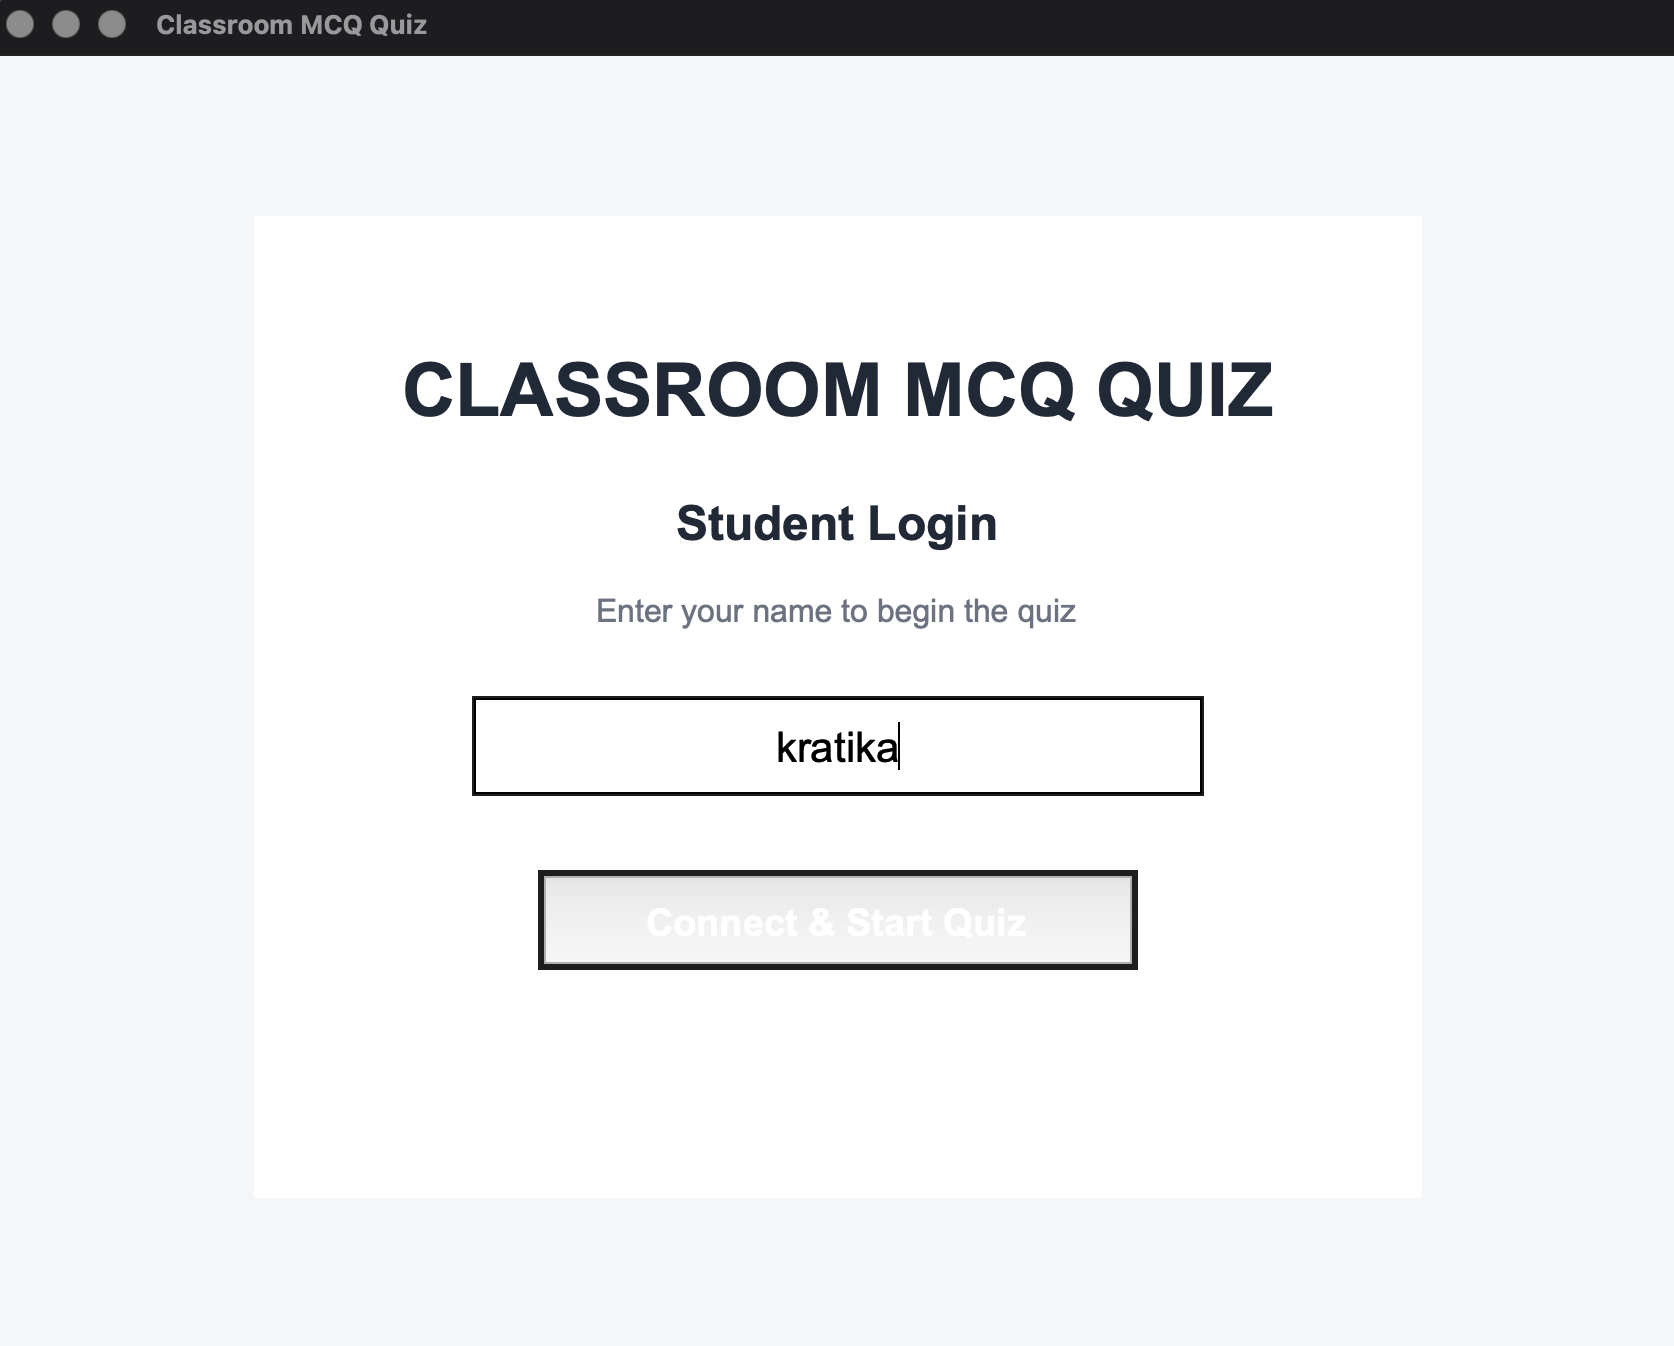 Classroom MCQ Quiz
CLASSROOM MCQ QUIZ
Student Login
Enter your name to begin the quiz
kratika
Connect & Start Quiz